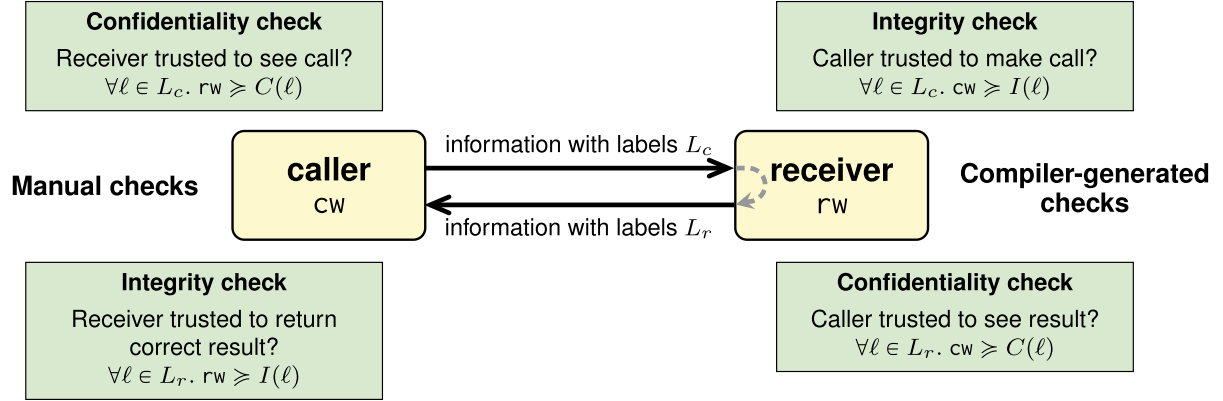 Confidentiality check
Receiver trusted to see call?
∀ℓ ∈ L_c. rw ≽ C(ℓ)
Integrity check
Caller trusted to make call?
∀ℓ ∈ L_c. cw ≽ I(ℓ)
Manual checks
caller
cw
information with labels L_c
information with labels L_r
receiver
rw
Compiler-generated
checks
Integrity check
Receiver trusted to return
correct result?
∀ℓ ∈ L_r. rw ≽ I(ℓ)
Confidentiality check
Caller trusted to see result?
∀ℓ ∈ L_r. cw ≽ C(ℓ)